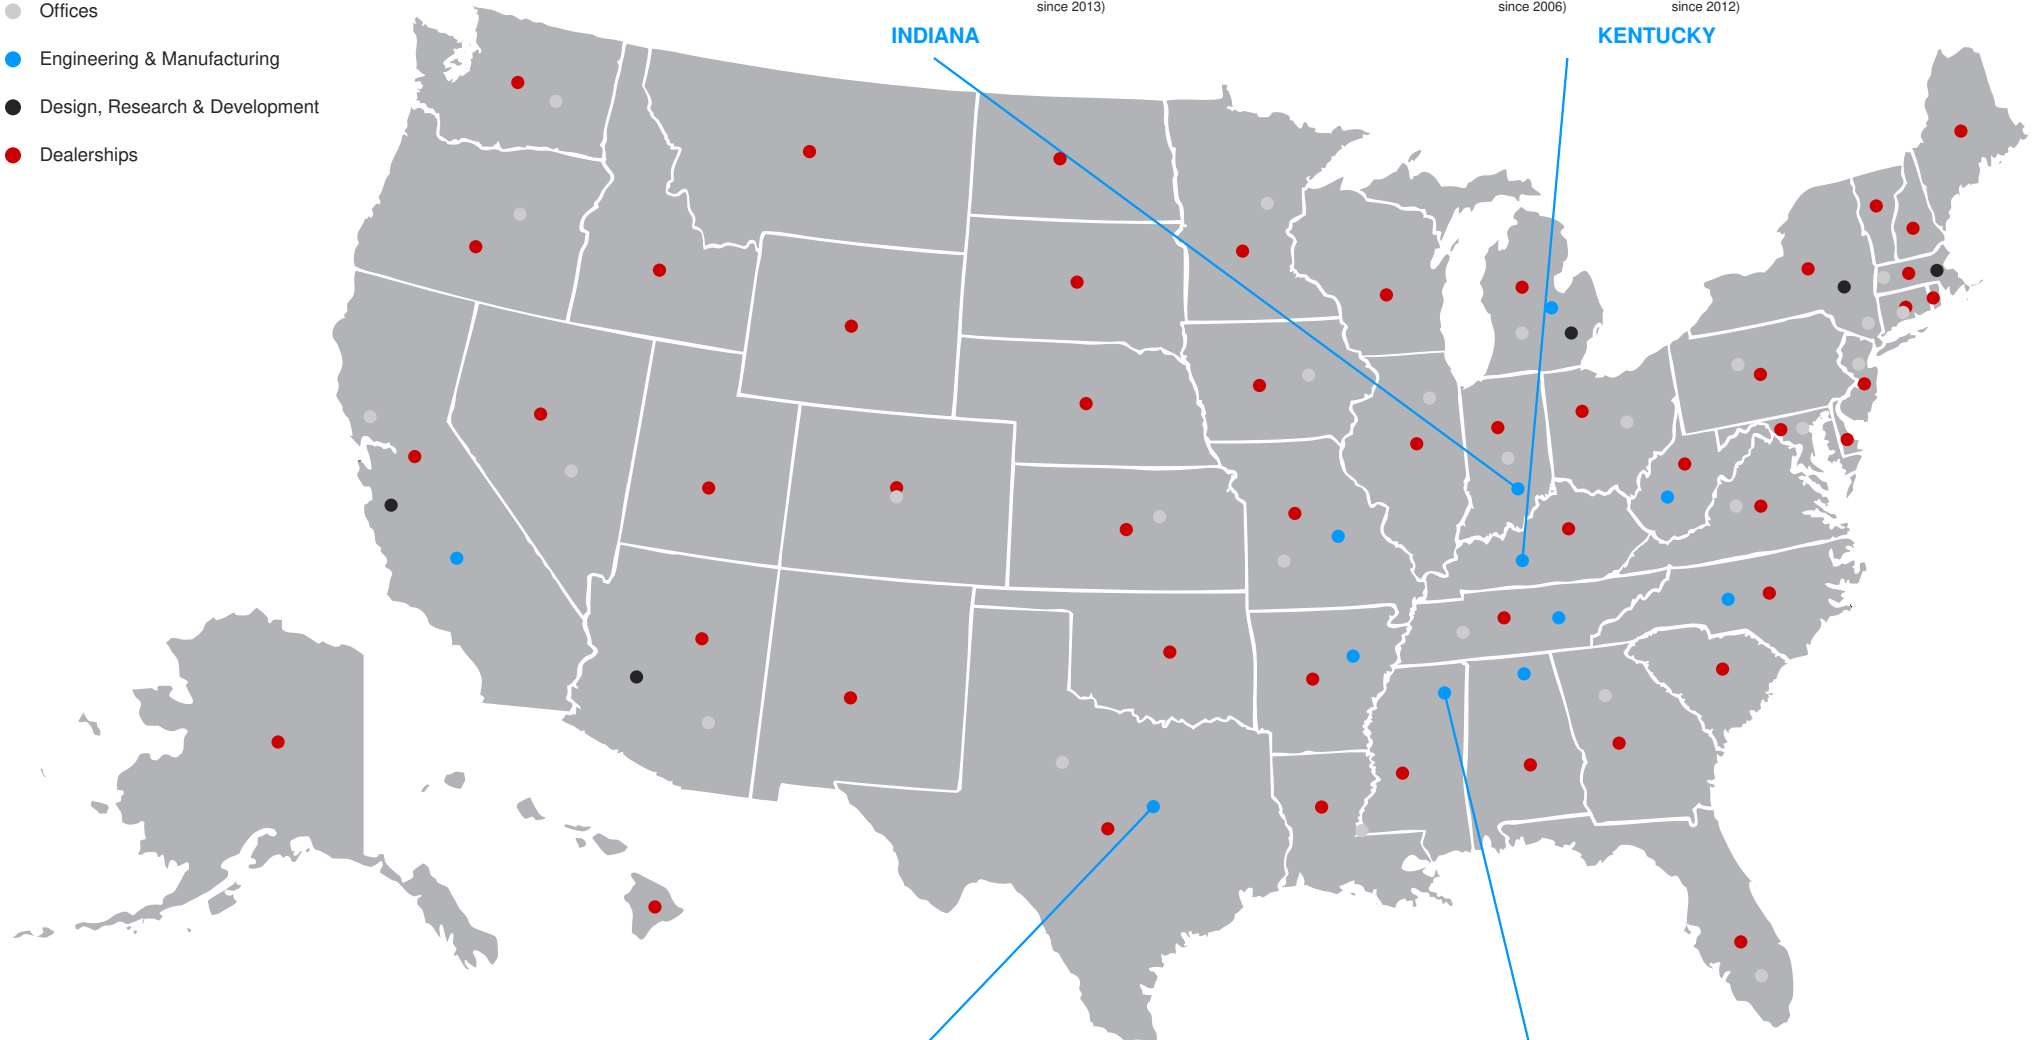 Offices
Engineering & Manufacturing
Design, Research & Development
Dealerships
since 2013)
since 2006)
since 2012)
INDIANA
KENTUCKY